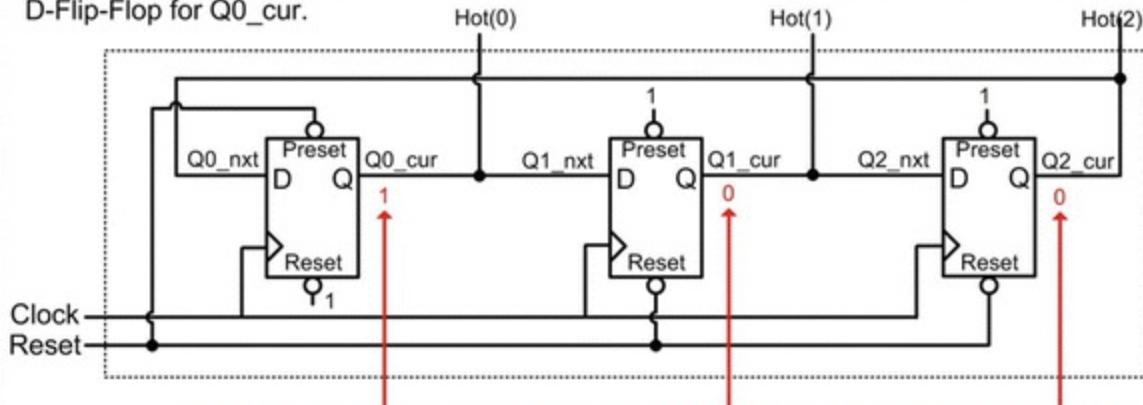 D-Flip-Flop for Q0_cur.
Hot(0)
Hot(1)
Hot(2)
1
1
Preset
Preset
Preset
Q0_nxt
D
Q
Q0_cur
Q1_nxt
D
Q
Q1_cur
Q2_nxt
D
Q
Q2_cur
1
0
0
Reset
Reset
Reset
1
Clock
Reset